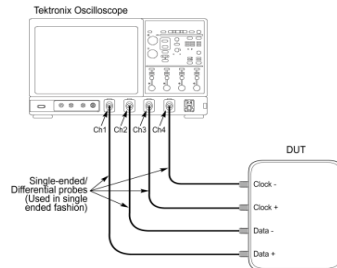 Tektronix Oscilloscope
Ch1
Ch2
Ch3
Ch4
DUT
Single-ended/
Differential probes
(Used in single
ended fashion)
Clock -
Clock +
Data -
Data +